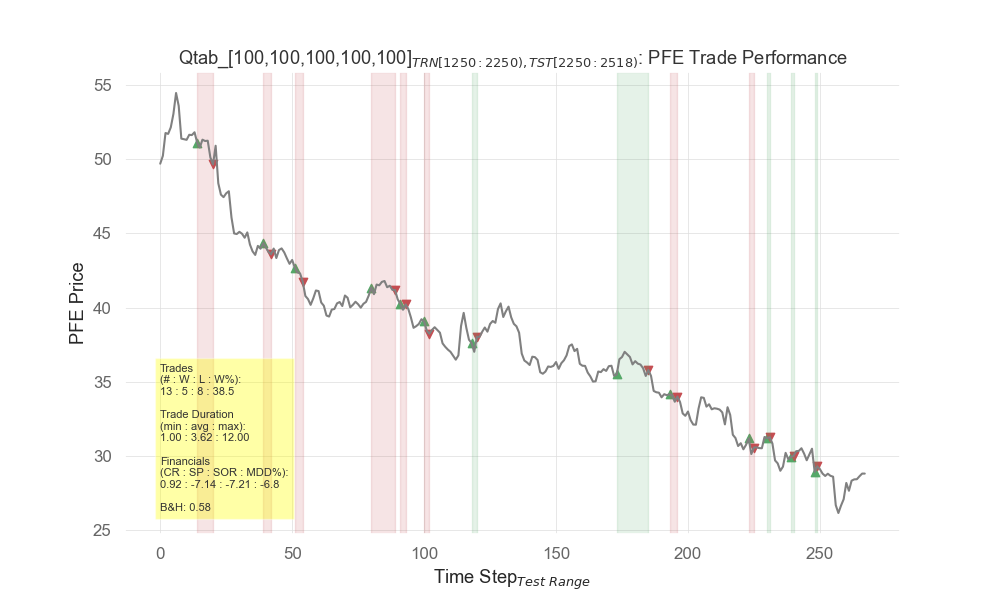 Qtab_[100,100,100,100,100]TRN[1250:2250),TST[2250:2518): PFE Trade Performance
55
50
45
40
35
30
25
PFE Price
Trades
(# : W : L : W%):
13 : 5 : 8 : 38.5
Trade Duration
(min : avg : max):
1.00 : 3.62 : 12.00
Financials
(CR : SP : SOR : MDD%):
0.92 : -7.14 : -7.21 : -6.8
B&H: 0.58
0 50 100 150 200 250
Time StepTest Range